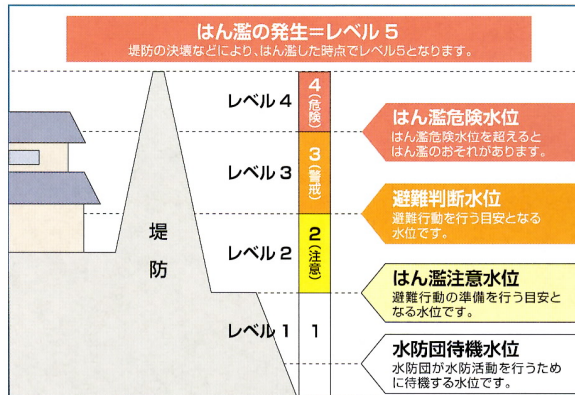 はん濫の発生＝レベル5
堤防の決壊などにより、はん濫した時点でレベル5となります。
レベル4
4(危険)
はん濫危険水位
はん濫危険水位を超えると
はん濫のおそれがあります。
レベル3
3(警戒)
避難判断水位
避難行動を行う目安となる
水位です。
堤防
レベル2
2(注意)
はん濫注意水位
避難行動の準備を行う目安と
なる水位です。
レベル1
1
水防団待機水位
水防団が水防活動を行うため
に待機する水位です。